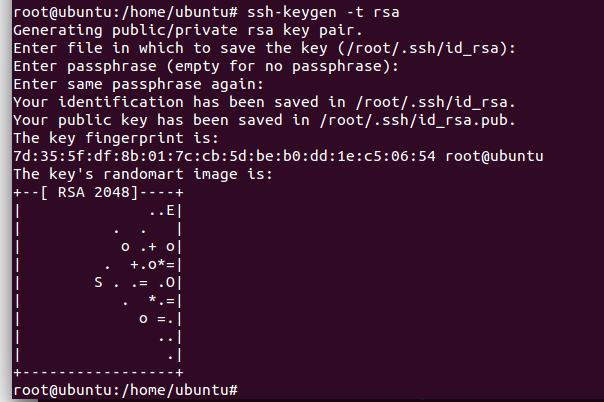 root@ubuntu:/home/ubuntu# ssh-keygen -t rsa
Generating public/private rsa key pair.
Enter file in which to save the key (/root/.ssh/id_rsa):
Enter passphrase (empty for no passphrase):
Enter same passphrase again:
Your identification has been saved in /root/.ssh/id_rsa.
Your public key has been saved in /root/.ssh/id_rsa.pub.
The key fingerprint is:
7d:35:5f:df:8b:01:7c:cb:5d:be:b0:dd:1e:c5:06:54 root@ubuntu
The key's randomart image is:
+--[ RSA 2048]----+
|              ..E|
|          .  .   |
|           o .+ o|
|         .  +.o*=|
|        S . .= .O|
|           .  *.=|
|             o =.|
|               ..|
|                .|
+-----------------+
root@ubuntu:/home/ubuntu#